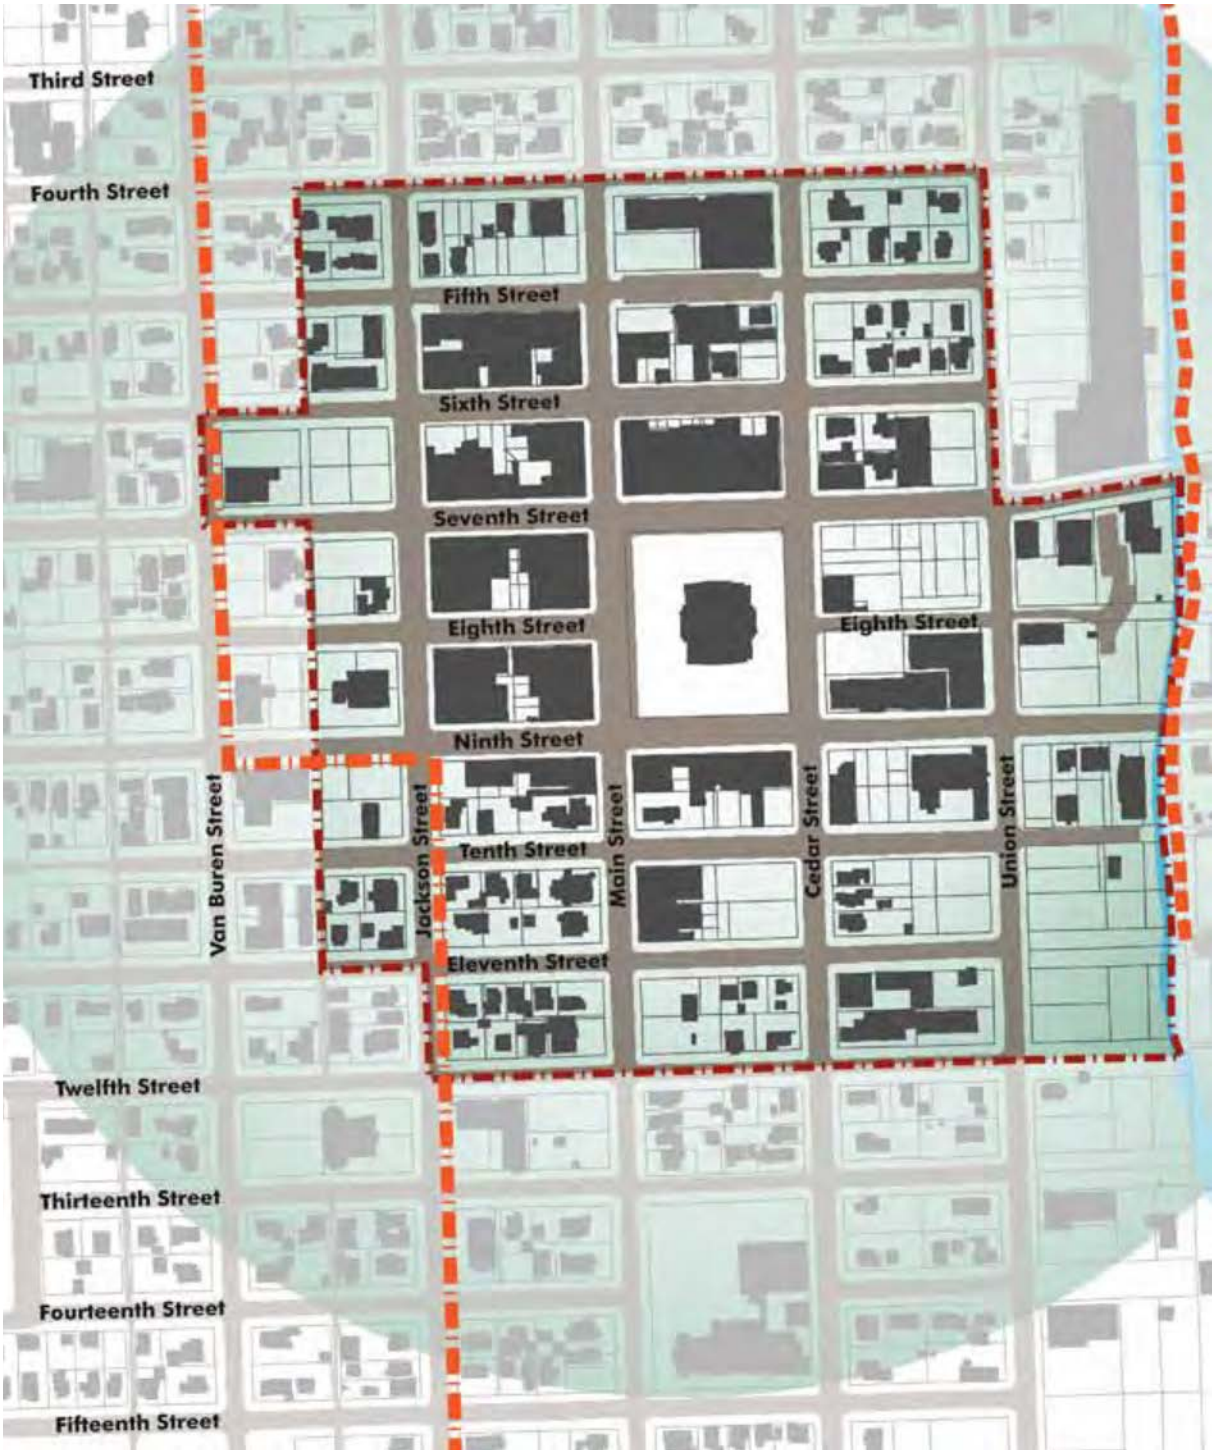 Third Street
Fourth Street
Fifth Street
Sixth Street
Seventh Street
Eighth Street
Eighth Street
Ninth Street
Van Buren Street
Jackson Street
Main Street
Cedar Street
Union Street
Tenth Street
Eleventh Street
Twelfth Street
Thirteenth Street
Fourteenth Street
Fifteenth Street